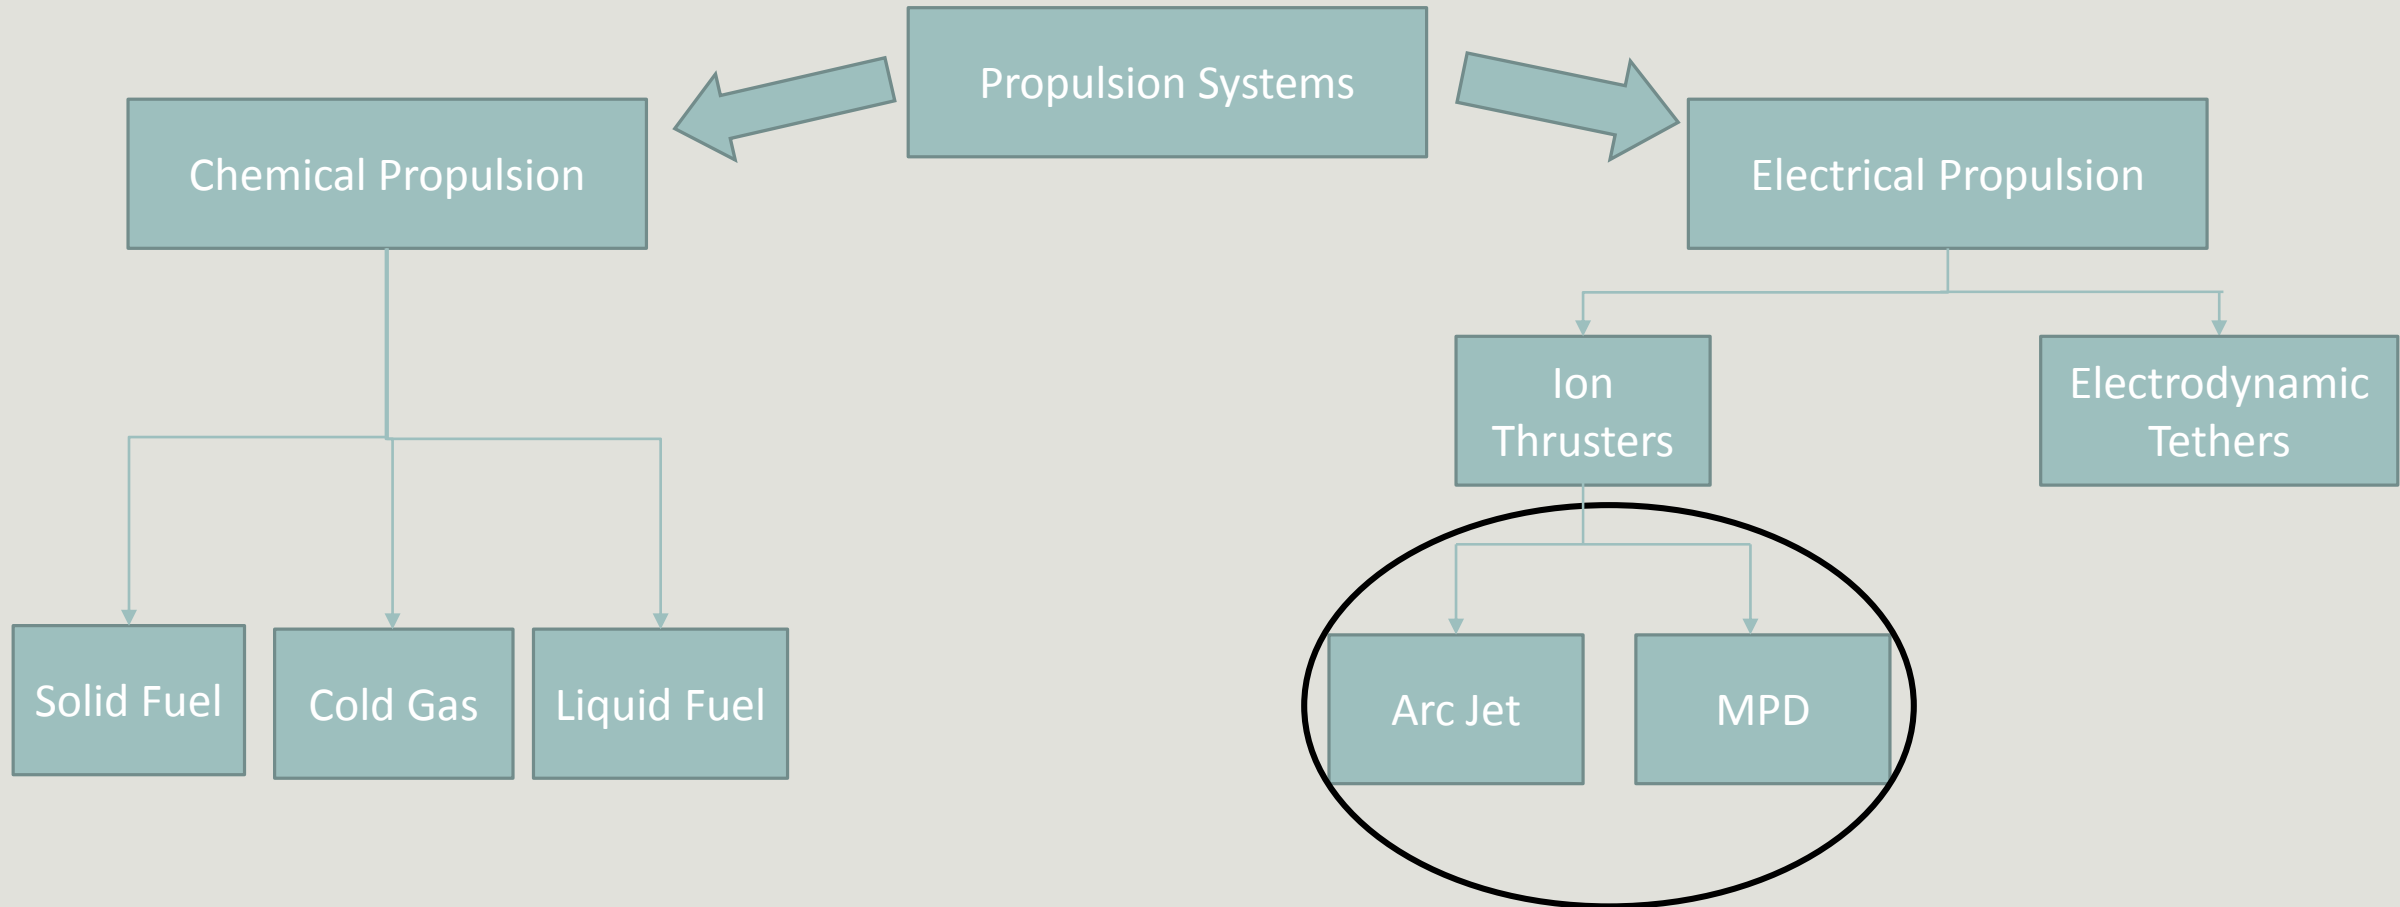 Propulsion Systems
Chemical Propulsion
Electrical Propulsion
Ion
Thrusters
Electrodynamic
Tethers
Solid Fuel
Cold Gas
Liquid Fuel
Arc Jet
MPD